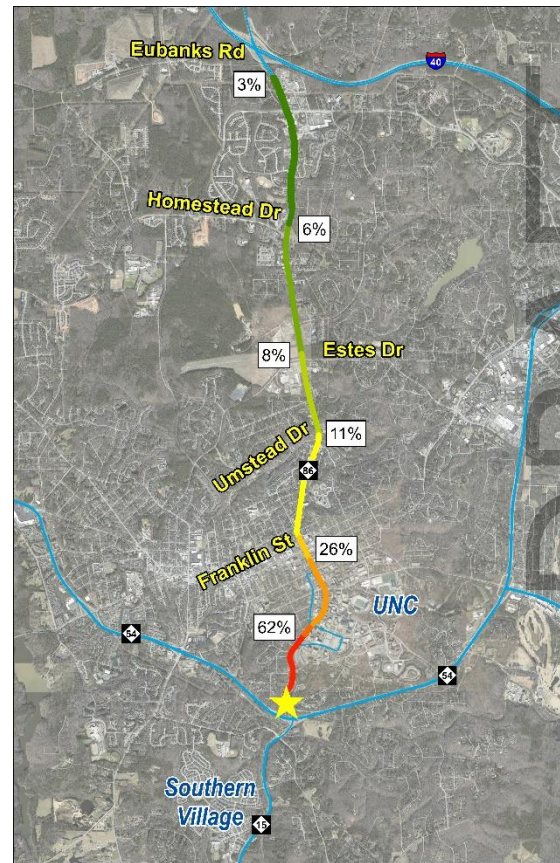 Eubanks Rd
40
3%
Homestead Dr
6%
Estes Dr
8%
Umstead Dr
11%
86
Franklin St
26%
UNC
62%
54
54
Southern
Village
15